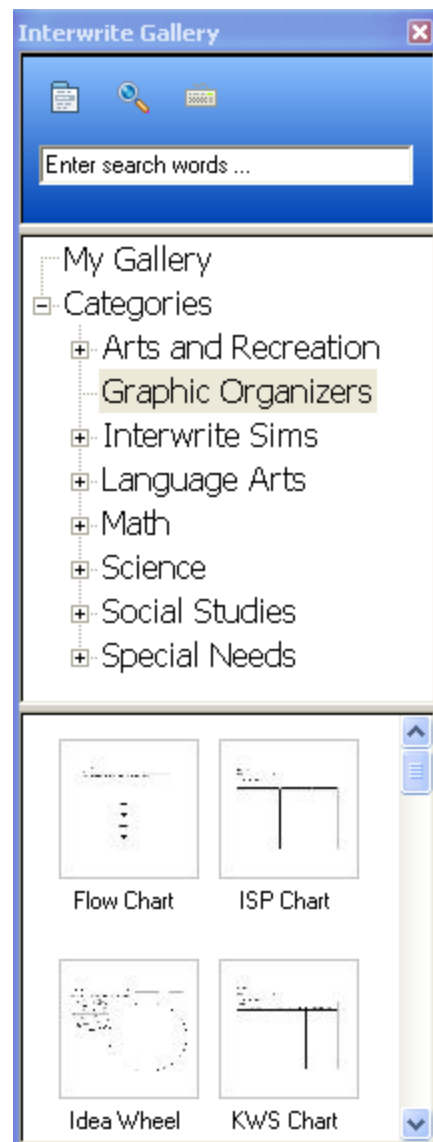 Interwrite Gallery
Enter search words ...
My Gallery
Categories
Arts and Recreation
Graphic Organizers
Interwrite Sims
Language Arts
Math
Science
Social Studies
Special Needs
Flow Chart ISP Chart
Idea Wheel KWS Chart